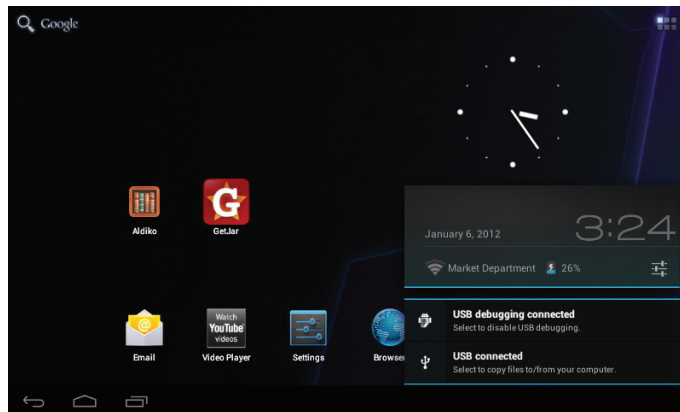 Google
Aldiko
G
GetJar
January 6, 2012
3:24
Market Department
26%
USB debugging connected
Select to disable USB debugging.
USB connected
Select to copy files to/from your computer.
@
Email
Watch
YouTube
videos
Video Player
Settings
Browser